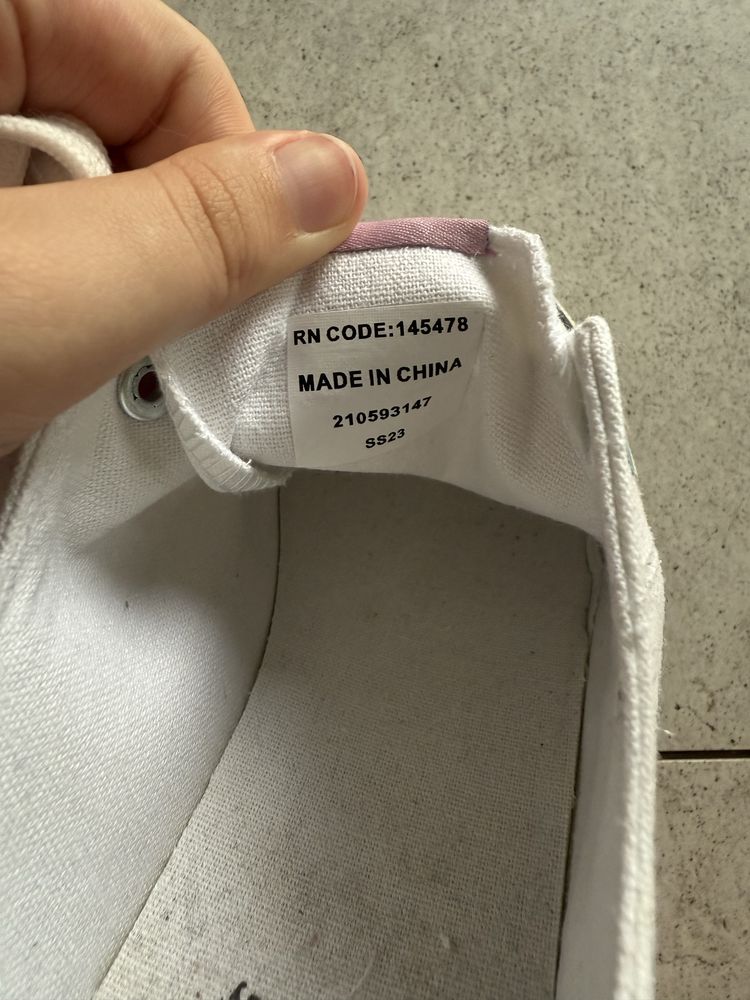 RN CODE:145478
MADE IN CHINA
210593147
SS23